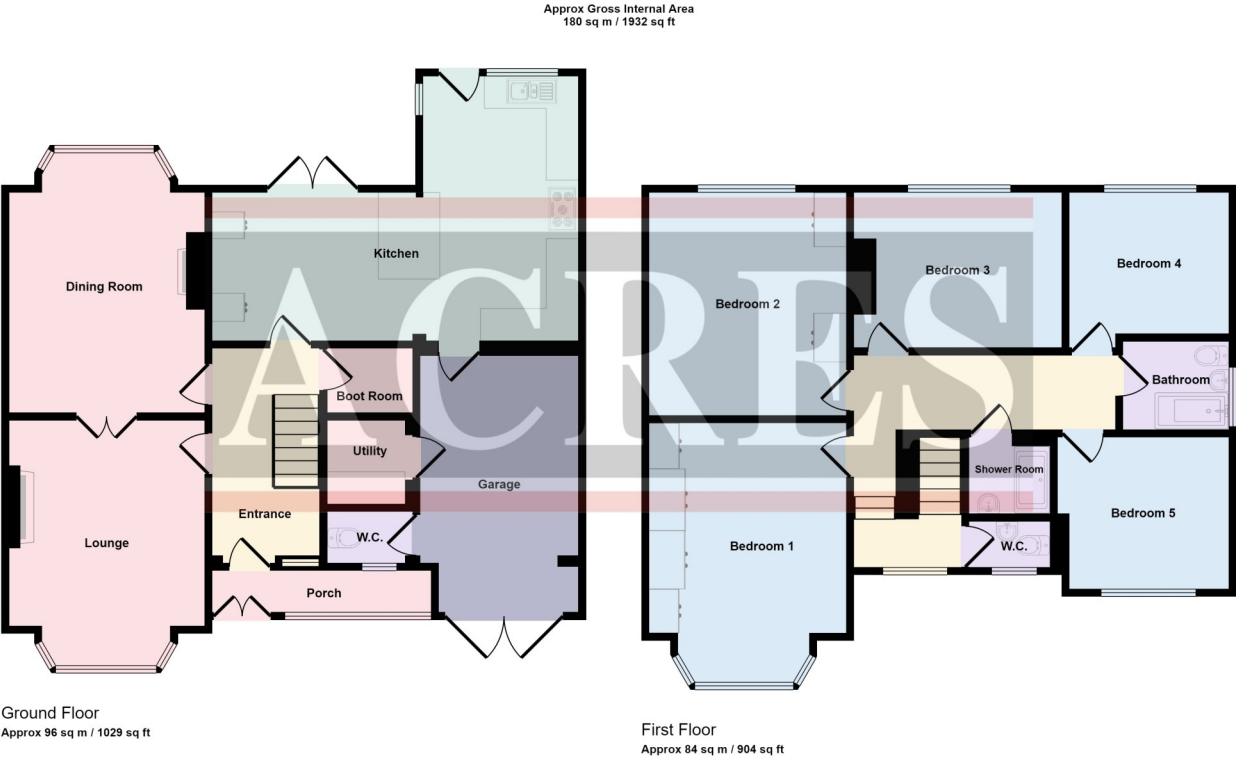 Approx Gross Internal Area
180 sq m / 1932 sq ft
Kitchen
Dining Room
Boot Room
Utility
Garage
Entrance
W.C.
Lounge
Porch
Ground Floor
Approx 96 sq m / 1029 sq ft
Bedroom 2
Bedroom 3
Bedroom 4
Bathroom
Shower Room
Bedroom 1
Bedroom 5
W.C.
First Floor
Approx 84 sq m / 904 sq ft
ACRES